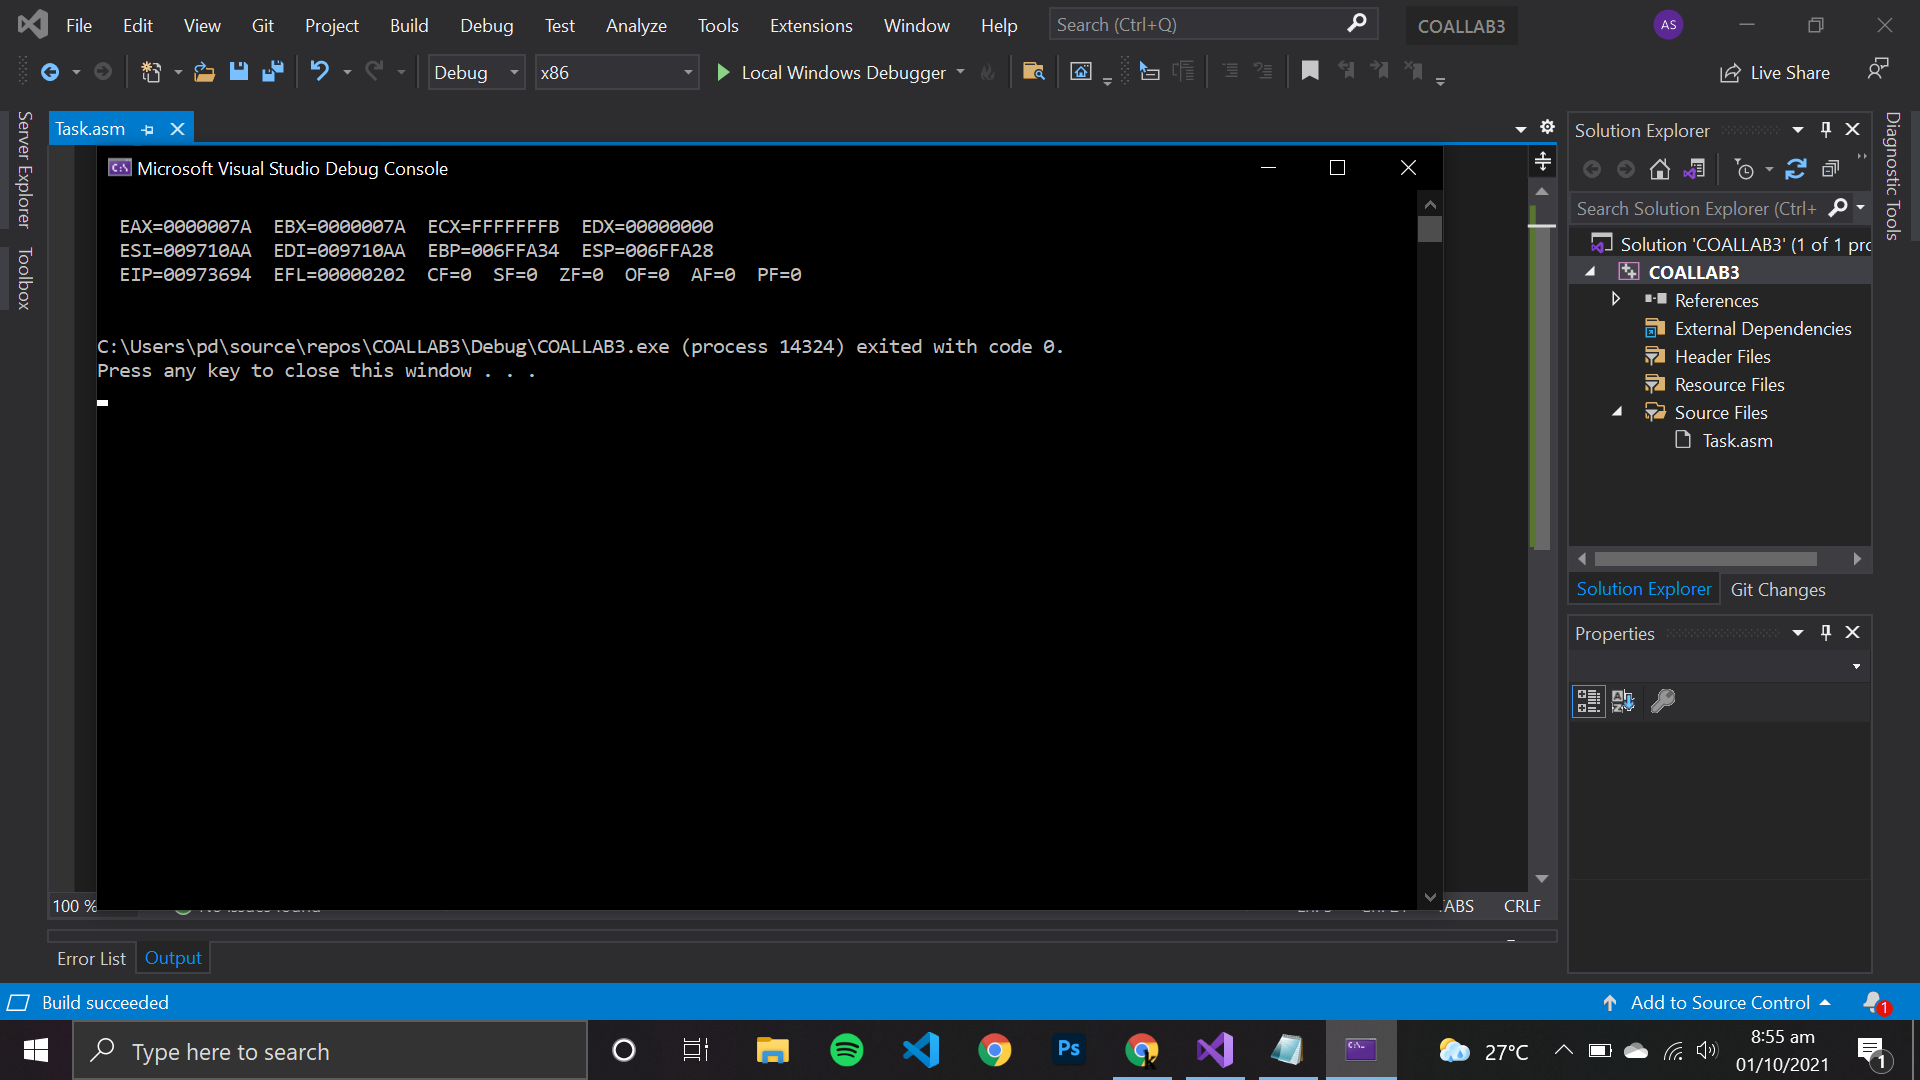 File Edit View Git Project Build Debug Test Analyze Tools Extensions Window Help Search (Ctrl+Q) COALLAB3 AS
Debug x86 Local Windows Debugger Live Share
Server Explorer
Toolbox
Task.asm
Microsoft Visual Studio Debug Console
EAX=0000007A EBX=0000007A ECX=FFFFFFFB EDX=00000000
ESI=009710AA EDI=009710AA EBP=006FFA34 ESP=006FFA28
EIP=00973694 EFL=00000202 CF=0 SF=0 ZF=0 OF=0 AF=0 PF=0
C:\Users\pd\source\repos\COALLAB3\Debug\COALLAB3.exe (process 14324) exited with code 0.
Press any key to close this window . . .
100 %
TABS CRLF
Error List Output
Solution Explorer
Search Solution Explorer (Ctrl+
Solution 'COALLAB3' (1 of 1 pro
COALLAB3
References
External Dependencies
Header Files
Resource Files
Source Files
Task.asm
Solution Explorer Git Changes
Properties
Diagnostic Tools
Build succeeded Add to Source Control 1
Type here to search Ps 27°C 8:55 am
01/10/2021 1